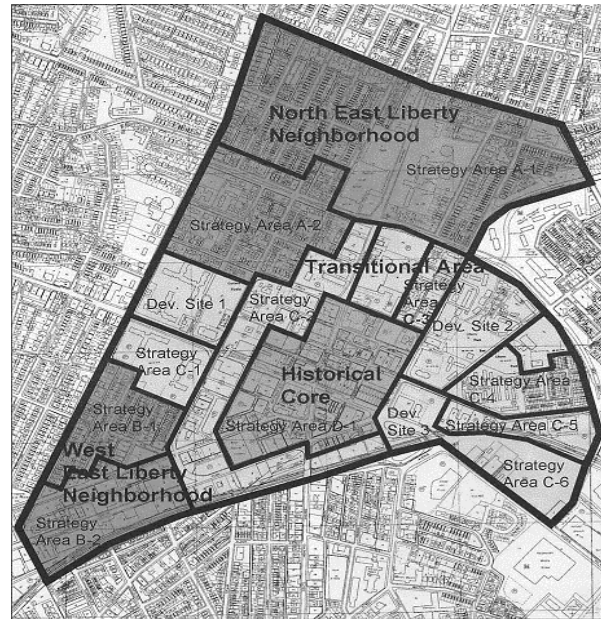 North East Liberty
Neighborhood
Strategy Area A-1
Strategy Area A-2
Transitional Area
Strategy
Area
C-3
Dev. Site 1
Strategy
Area C-2
Dev. Site 2
Strategy
Area C-1
Historical
Core
Strategy Area
C-4
Strategy
Area B-1
Strategy Area D-1
Dev.
Site 3
Strategy Area C-5
West
East Liberty
Neighborhood
Strategy
Area C-6
Strategy
Area B-2